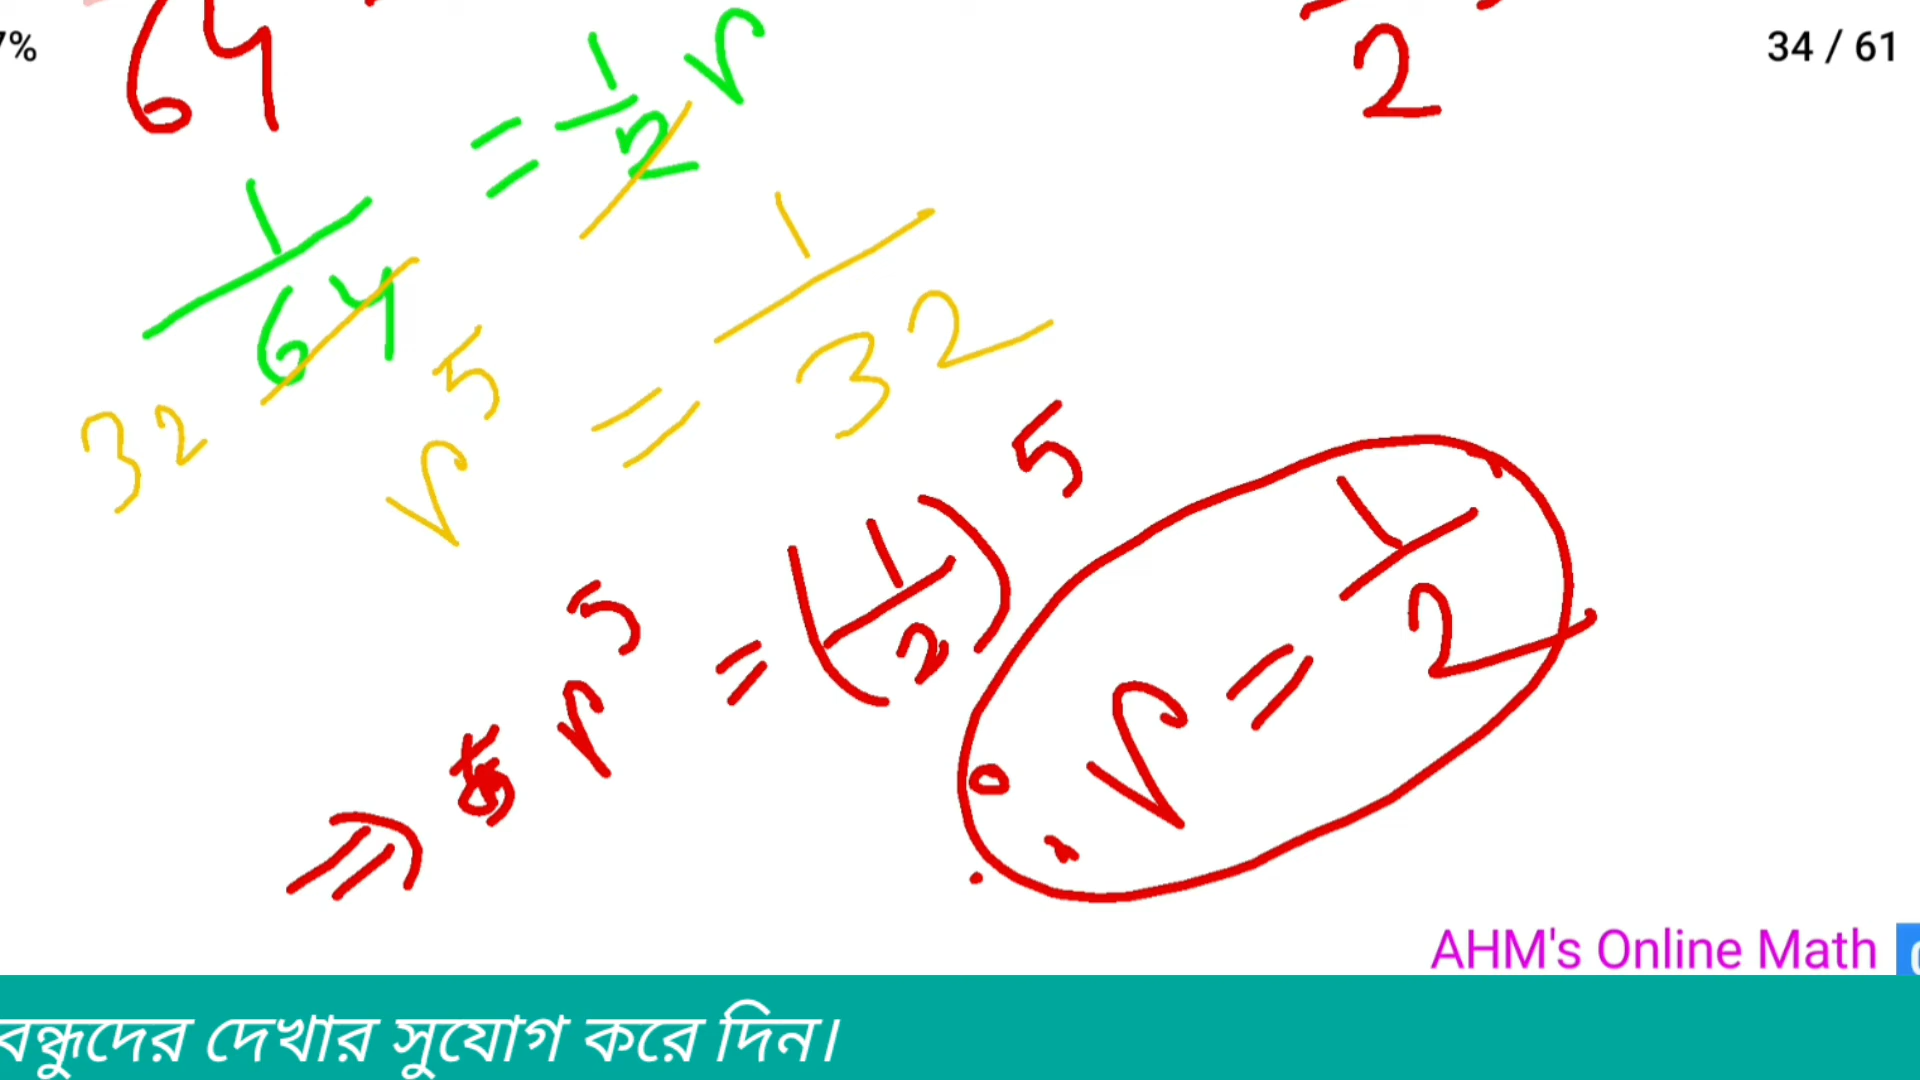 7%
34 / 61
64
2
1/64 = 1/2 r
32
r^5 = 1/32
⇒ r^5 = (1/2)^5
∴ r = 1/2
AHM's Online Math
বন্ধুদের দেখার সুযোগ করে দিন।